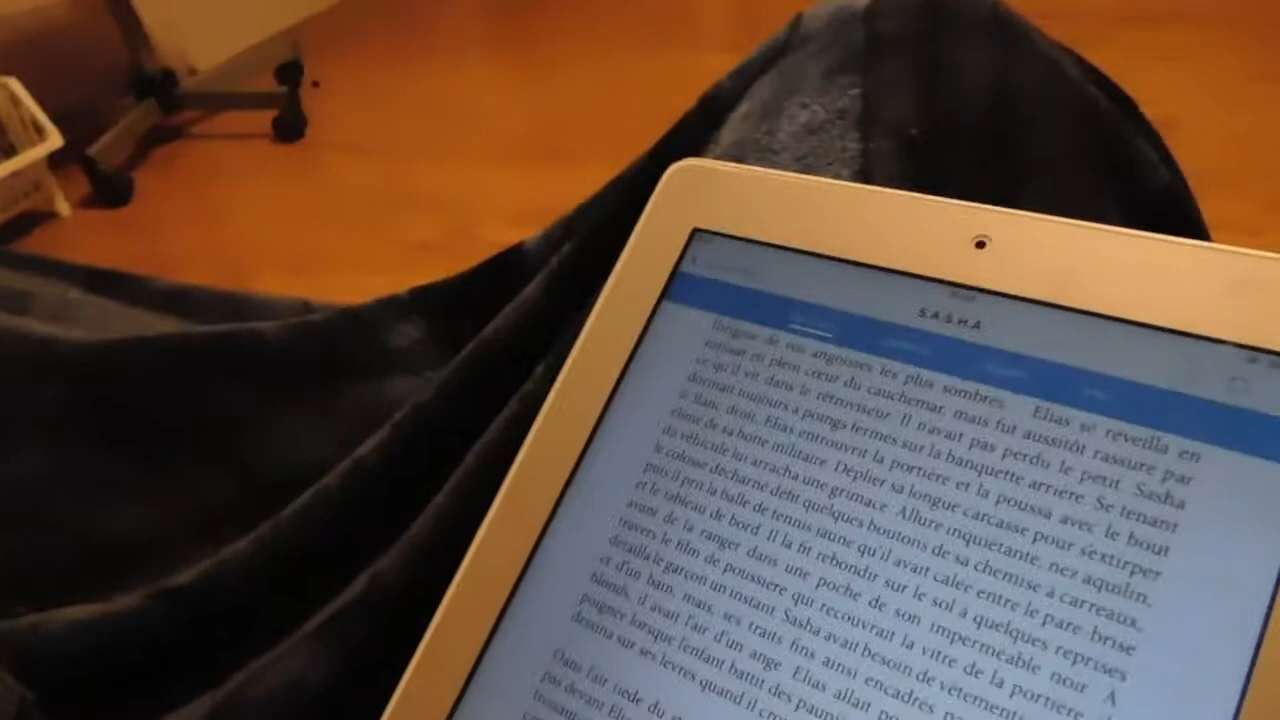 SASHA
de vos angoisses les plus sombres. Elias se réveilla en
sursaut en plein cœur du cauchemar, mais fut aussitôt rassuré par
ce qu'il vit dans le rétroviseur. Il n'avait pas perdu le petit. Sasha
dormait toujours à poings fermés sur la banquette arrière. Se tenant
le flanc droit, Elias entrouvrit la portière et la poussa avec le bout
élimé de sa botte militaire. Déplier sa longue carcasse pour s'extirper
du véhicule lui arracha une grimace. Allure inquiétante, nez aquilin,
le colosse décharné défit quelques boutons de sa chemise à carreaux,
puis il prit la balle de tennis jaune qu'il avait calée entre le pare-brise
et le tableau de bord. Il la fit rebondir sur le sol à quelques reprises
avant de la ranger dans une poche de son imperméable noir. À
travers le film de poussière qui recouvrait la vitre de la portière
détailla le garçon un instant. Sasha avait besoin de vêtements
et d'un bain, mais, ses traits fins ainsi encadrés
blonds, il avait l'air d'un ange. Elias allait
poignée lorsque l'enfant battit des
dessina sur ses lèvres quand il
Dans l'air tiède du
pas devant